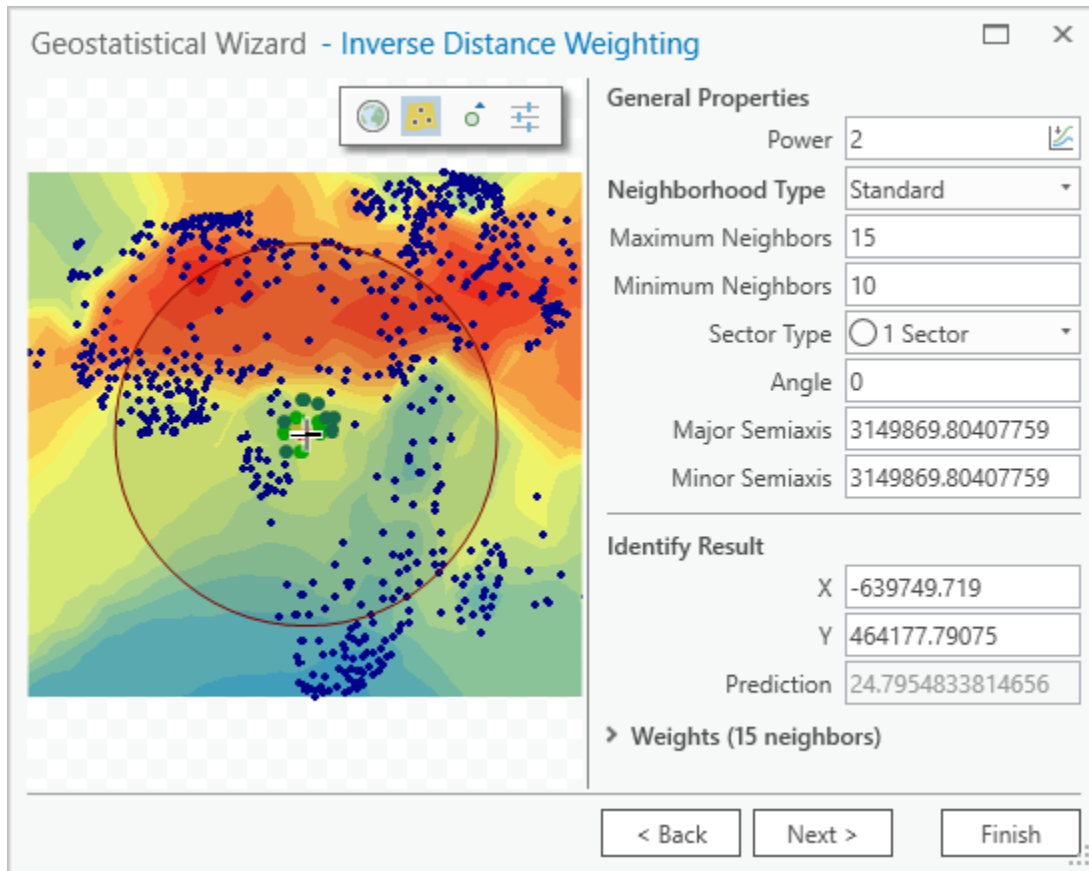 Geostatistical Wizard - Inverse Distance Weighting
General Properties
Power 2
Neighborhood Type Standard
Maximum Neighbors 15
Minimum Neighbors 10
Sector Type 1 Sector
Angle 0
Major Semiaxis 3149869.80407759
Minor Semiaxis 3149869.80407759
Identify Result
X -639749.719
Y 464177.79075
Prediction 24.7954833814656
Weights (15 neighbors)
< Back Next > Finish